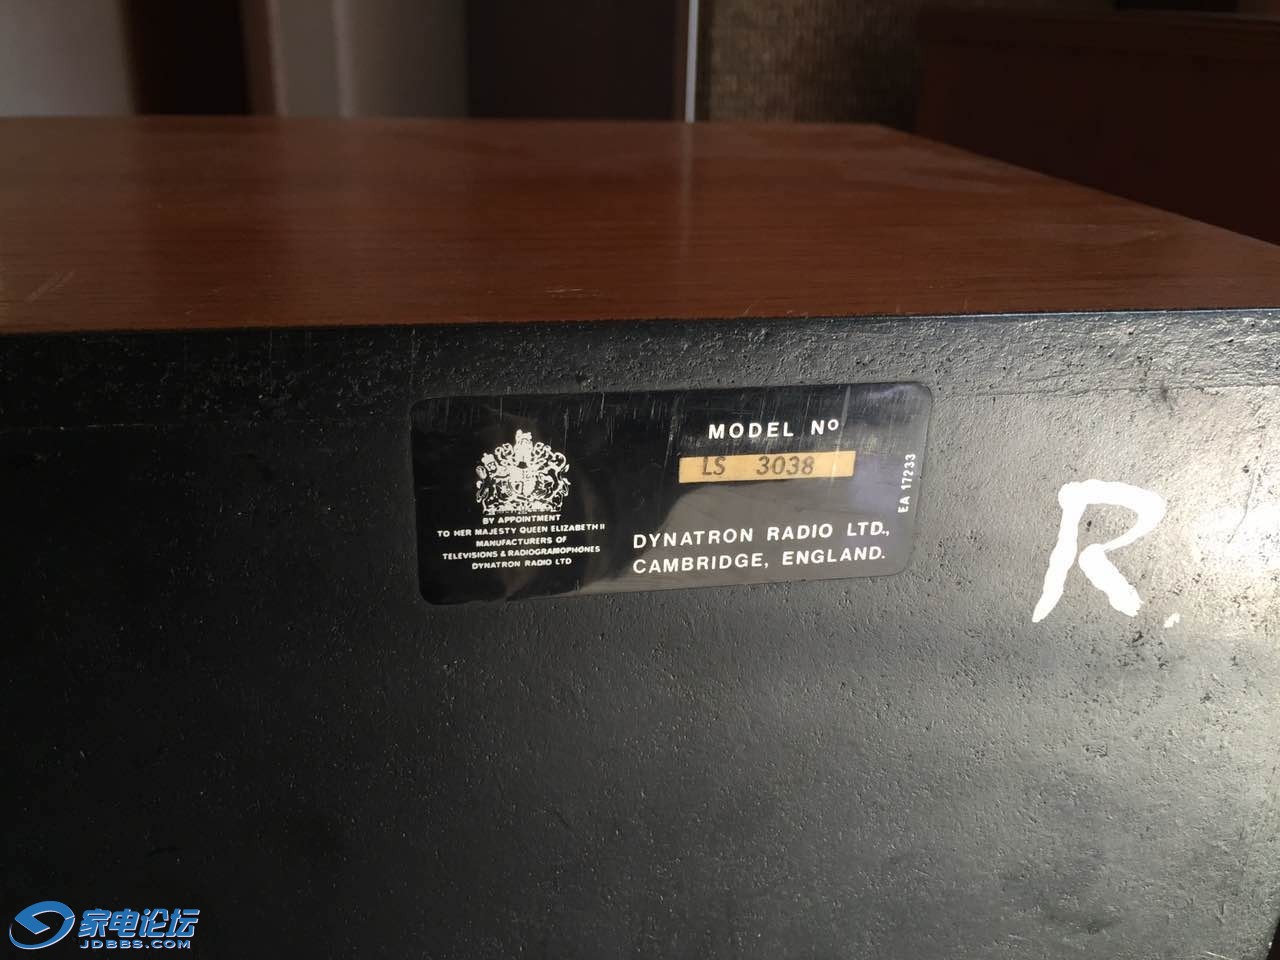 MODEL Nº
LS 3038
EA 17233
BY APPOINTMENT
TO HER MAJESTY QUEEN ELIZABETH II
MANUFACTURERS OF
TELEVISIONS & RADIOGRAMOPHONES
DYNATRON RADIO LTD
DYNATRON RADIO LTD.,
CAMBRIDGE, ENGLAND.
R.
家电论坛
JDBBS.COM